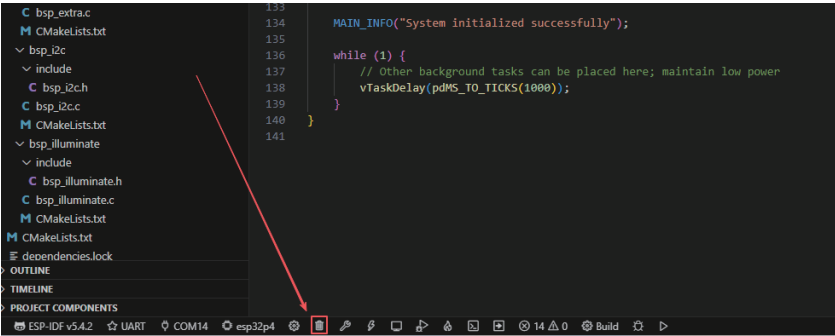 C bsp_extra.c
M CMakeLists.txt
bsp_i2c
include
C bsp_i2c.h
C bsp_i2c.c
M CMakeLists.txt
bsp_illuminate
include
C bsp_illuminate.h
C bsp_illuminate.c
M CMakeLists.txt
M CMakeLists.txt
dependencies.lock
OUTLINE
TIMELINE
PROJECT COMPONENTS
133
134 MAIN_INFO("System initialized successfully");
135
136 while (1) {
137 // Other background tasks can be placed here; maintain low power
138 vTaskDelay(pdMS_TO_TICKS(1000));
139 }
140 }
141
ESP-IDF v5.4.2 UART COM14 esp32p4 14 0 Build